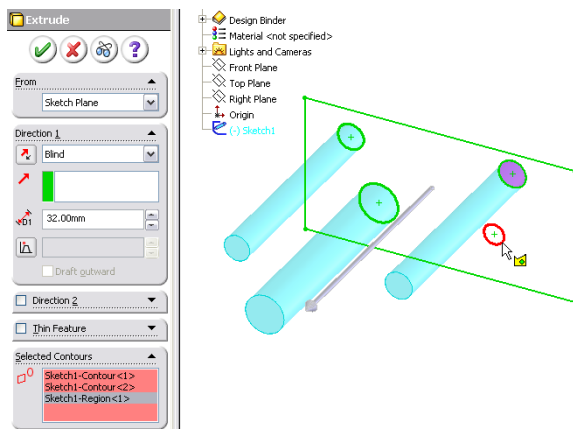 Extrude
From
Sketch Plane
Direction 1
Blind
D1
32.00mm
Draft outward
Direction 2
Thin Feature
Selected Contours
Sketch1-Contour<1>
Sketch1-Contour<2>
Sketch1-Region<1>
Design Binder
Material <not specified>
Lights and Cameras
Front Plane
Top Plane
Right Plane
Origin
(-) Sketch1